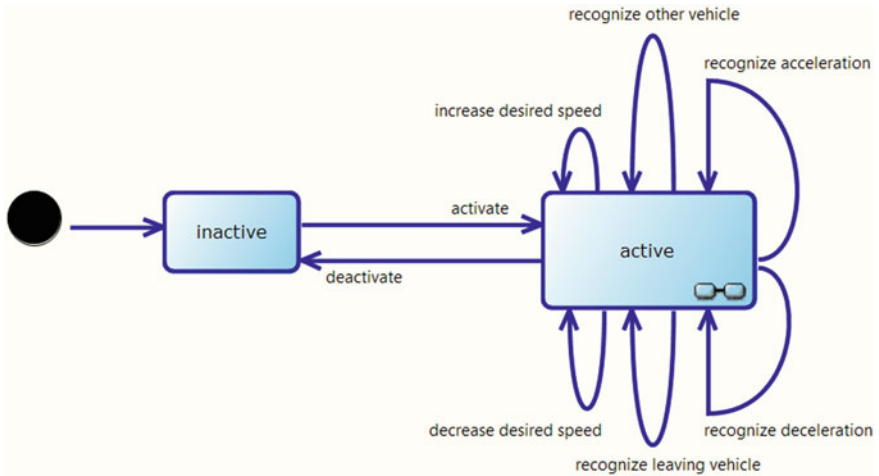 recognize other vehicle
recognize acceleration
increase desired speed
activate
inactive
active
deactivate
decrease desired speed
recognize deceleration
recognize leaving vehicle